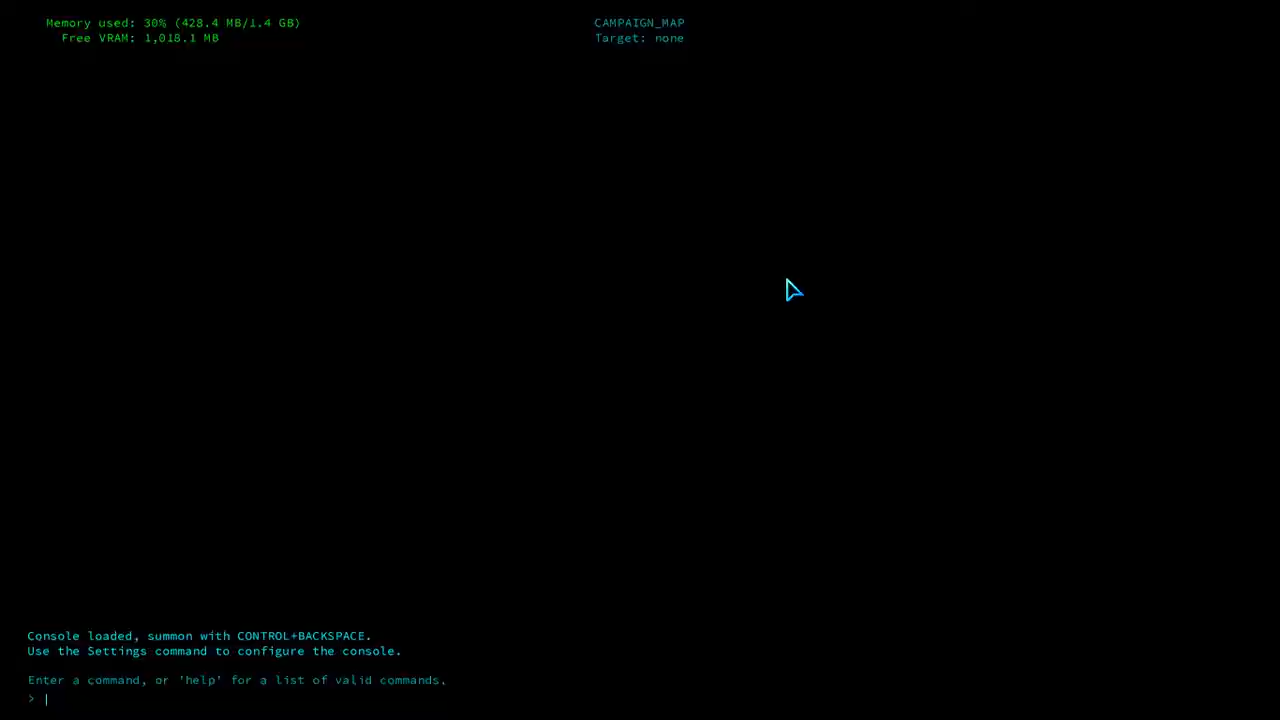 Memory used: 30% (428.4 MB/1.4 GB)
Free VRAM: 1,018.1 MB
CAMPAIGN_MAP
Target: none
Console loaded, summon with CONTROL+BACKSPACE.
Use the Settings command to configure the console.
Enter a command, or 'help' for a list of valid commands.
>